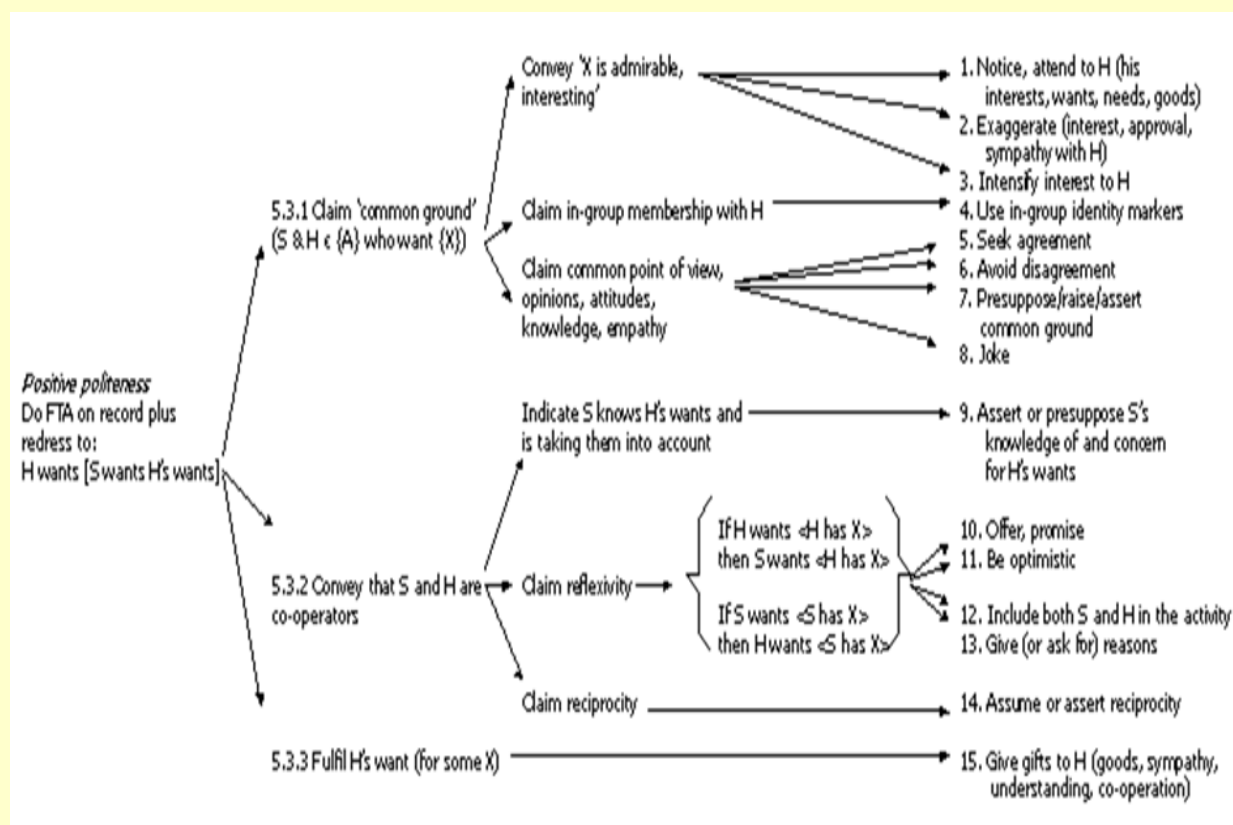 Convey 'X is admirable,
interesting'
1. Notice, attend to H (his
interests, wants, needs, goods)
2. Exaggerate (interest, approval,
sympathy with H)
3. Intensify interest to H
5.3.1 Claim 'common ground'
(S & H ϵ {A} who want {X})
Claim in-group membership with H
4. Use in-group identity markers
Claim common point of view,
opinions, attitudes,
knowledge, empathy
5. Seek agreement
6. Avoid disagreement
7. Presuppose/raise/assert
common ground
8. Joke
Positive politeness
Do FTA on record plus
redress to:
H wants [S wants H's wants]
Indicate S knows H's wants and
is taking them into account
9. Assert or presuppose S's
knowledge of and concern
for H's wants
5.3.2 Convey that S and H are
co-operators
Claim reflexivity
If H wants <H has X>
then S wants <H has X>
If S wants <S has X>
then H wants <S has X>
10. Offer, promise
11. Be optimistic
12. Include both S and H in the activity
13. Give (or ask for) reasons
Claim reciprocity
14. Assume or assert reciprocity
5.3.3 Fulfil H's want (for some X)
15. Give gifts to H (goods, sympathy,
understanding, co-operation)